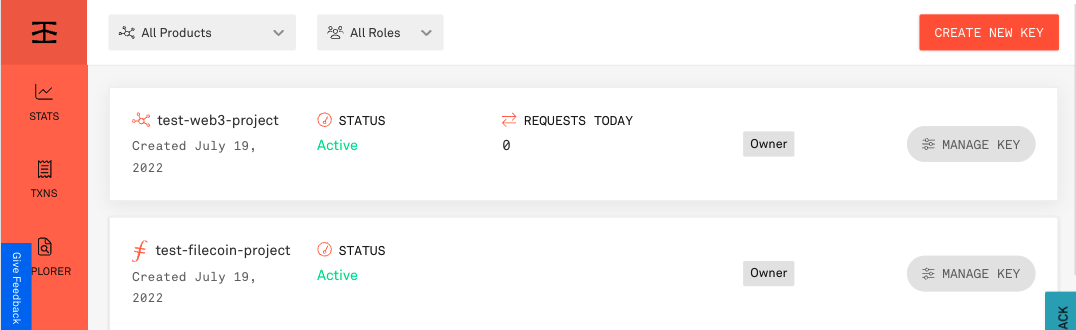 All Products
All Roles
CREATE NEW KEY
STATS
TXNS
PLORER
Give Feedback
test-web3-project
Created July 19,
2022
STATUS
Active
REQUESTS TODAY
0
Owner
MANAGE KEY
test-filecoin-project
Created July 19,
2022
STATUS
Active
Owner
MANAGE KEY
ACK